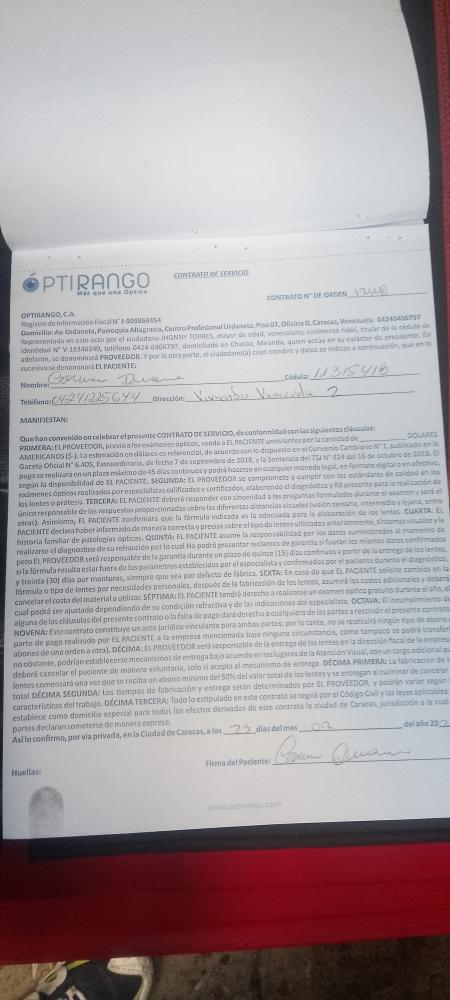 ÓPTIRANGO
Más que una Óptica
CONTRATO DE SERVICIO
CONTRATO N° DE ORDEN
OPTIRANGO, C.A.
Registro de Información Fiscal N° J-505868454
Domicilio: Av. Urdaneta, Parroquia Altagracia, Centro Profesional Urdaneta, Piso 07, Oficina Q, Caracas, Venezuela. 04246406797
Representada en este acto por el ciudadano JHONNY TORRES, mayor de edad, venezolano, civilmente hábil, titular de la cédula de
identidad N° V-18348340, teléfono 0424 6406797, domiciliado en Chacao, Miranda, quien actúa en su carácter de presidente. En
adelante, se denominará PROVEEDOR. Y por la otra parte, el ciudadano(a) cuyo nombre y datos se indican a continuación, que en lo
sucesivo se denominará EL PACIENTE:
Nombre: Cédula: 11315416
Teléfono: 04241225644 Dirección: Vivienda Venezuela 2
MANIFIESTAN:
Que han convenido en celebrar el presente CONTRATO DE SERVICIO, de conformidad con las siguientes cláusulas:
PRIMERA: EL PROVEEDOR, previo a los exámenes ópticos, vende a EL PACIENTE unos lentes por la cantidad de DÓLARES
AMERICANOS ($-). La estimación en dólares es referencial, de acuerdo con lo dispuesto en el Convenio Cambiario N° 1, publicado en la
Gaceta Oficial N° 6.405, Extraordinaria, de fecha 7 de septiembre de 2018, y la Sentencia del TSJ N° 414 del 16 de octubre de 2019. El
pago se realizará en un plazo máximo de 45 días continuos y podrá hacerse en cualquier moneda legal, en formato digital o en efectivo,
según la disponibilidad de EL PACIENTE. SEGUNDA: EL PROVEEDOR se compromete a cumplir con los estándares de calidad en los
exámenes ópticos realizados por especialistas calificados y certificados, elaborando el diagnóstico y RX prescrito para la realización de
los lentes o prótesis. TERCERA: EL PACIENTE deberá responder con sinceridad a las preguntas formuladas durante el examen y será el
único responsable de las respuestas proporcionadas sobre las diferentes distancias visuales (visión cercana, intermedia y lejana, entre
otras). Asimismo, EL PACIENTE confirmará que la fórmula indicada es la adecuada para la elaboración de los lentes. CUARTA: EL
PACIENTE declara haber informado de manera correcta y precisa sobre el tipo de lentes utilizados anteriormente, síntomas visuales y la
historia familiar de patologías ópticas. QUINTA: EL PACIENTE asume la responsabilidad por los datos suministrados al momento de
realizarse el diagnostico de su refracción por lo cual No podrá presentar reclamos de garantía si fueran los mismos datos confirmados
pero EL PROVEEDOR será responsable de la garantía durante un plazo de quince (15) días continuos a partir de la entrega de los lentes,
si la fórmula resulta estar fuera de los parámetros establecidos por el especialista y confirmados por el paciente durante el diagnóstico,
y treinta (30) días por monturas, siempre que sea por defecto de fábrica. SEXTA: En caso de que EL PACIENTE solicite cambios en la
fórmula o tipo de lentes por necesidades personales, después de la fabricación de los lentes, asumirá los costos adicionales y deberá
cancelar el costo del material a utilizar. SÉPTIMA: EL PACIENTE tendrá derecho a realizarse un examen óptico gratuito durante el año, el
cual podrá ser ajustado dependiendo de su condición refractiva y de las indicaciones del especialista. OCTAVA: El incumplimiento de
alguna de las cláusulas del presente contrato o la falta de pago dará derecho a cualquiera de las partes a rescindir el presente contrato
NOVENA: Este contrato constituye un acto jurídico vinculante para ambas partes; por lo tanto, no se restituirá ningún tipo de abono
parte de pago realizado por EL PACIENTE a la empresa mencionada bajo ninguna circunstancia, como tampoco se podrá transfer
abonos de una orden a otra). DÉCIMA: EL PROVEEDOR será responsable de la entrega de los lentes en la dirección fiscal de la empresa
no obstante, podrían establecerse mecanismos de entrega bajo acuerdo en los lugares de la Atención Visual, con un cargo adicional q
deberá cancelar el paciente de manera voluntaria, solo si acepta el mecanismo de entrega. DÉCIMA PRIMERA: La fabricación de l
lentes comenzará una vez que se reciba un abono mínimo del 50% del valor total de los lentes y se entregan al culminar de cancelar
total DÉCIMA SEGUNDA: Los tiempos de fabricación y entrega serán determinados por EL PROVEEDOR, y podrán variar según l
características del trabajo. DÉCIMA TERCERA: Todo lo estipulado en este contrato se regirá por el Código Civil y las leyes aplicables.
establece como domicilio especial para todos los efectos derivados de este contrato la ciudad de Caracas, jurisdicción a la cual
partes declaran someterse de manera expresa.
Así lo confirmo, por vía privada, en la Ciudad de Caracas, a los 23 días del mes 02 del año 202
Firma del Paciente:
Huellas:
www.optirango.com